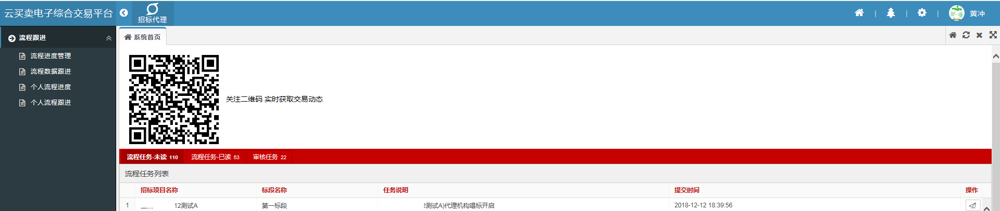 云买卖电子综合交易平台
招标代理
黄冲
流程跟进
流程进度管理
流程数据跟进
个人流程进度
个人流程跟进
系统首页
关注二维码 实时获取交易动态
流程任务-未读 110 流程任务-已读 53 审核任务 22
流程任务列表
招标项目名称 标段名称 任务说明 提交时间 操作
1 12测试A 第一标段 2测试A)代理机构唱标开启 2018-12-12 18:39:56